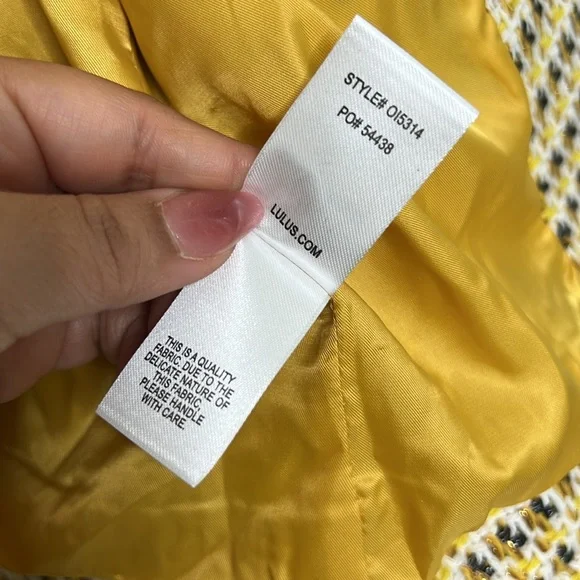 STYLE# OI5314
PO# 54438
LULUS.COM
THIS IS A QUALITY
FABRIC. DUE TO THE
DELICATE NATURE OF
THIS FABRIC,
PLEASE HANDLE
WITH CARE.